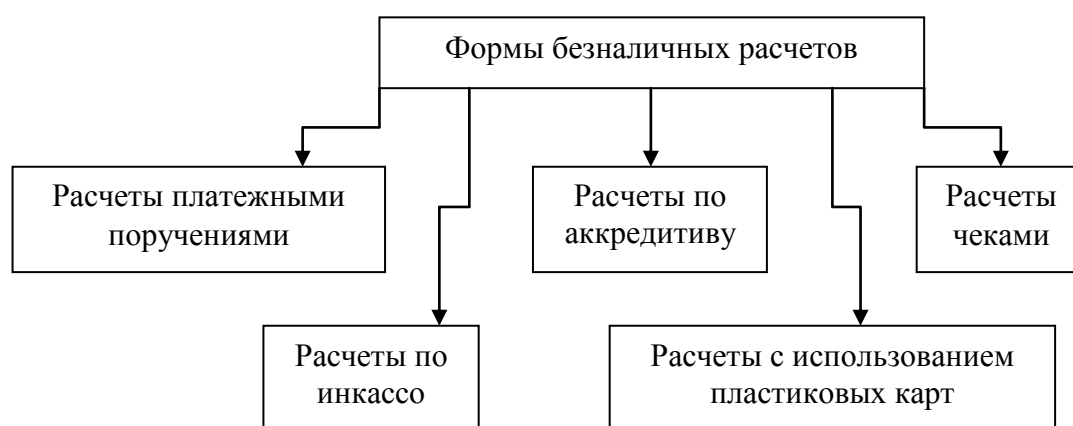 Формы безналичных расчетов
Расчеты платежными
поручениями
Расчеты по
аккредитиву
Расчеты
чеками
Расчеты по
инкассо
Расчеты с использованием
пластиковых карт